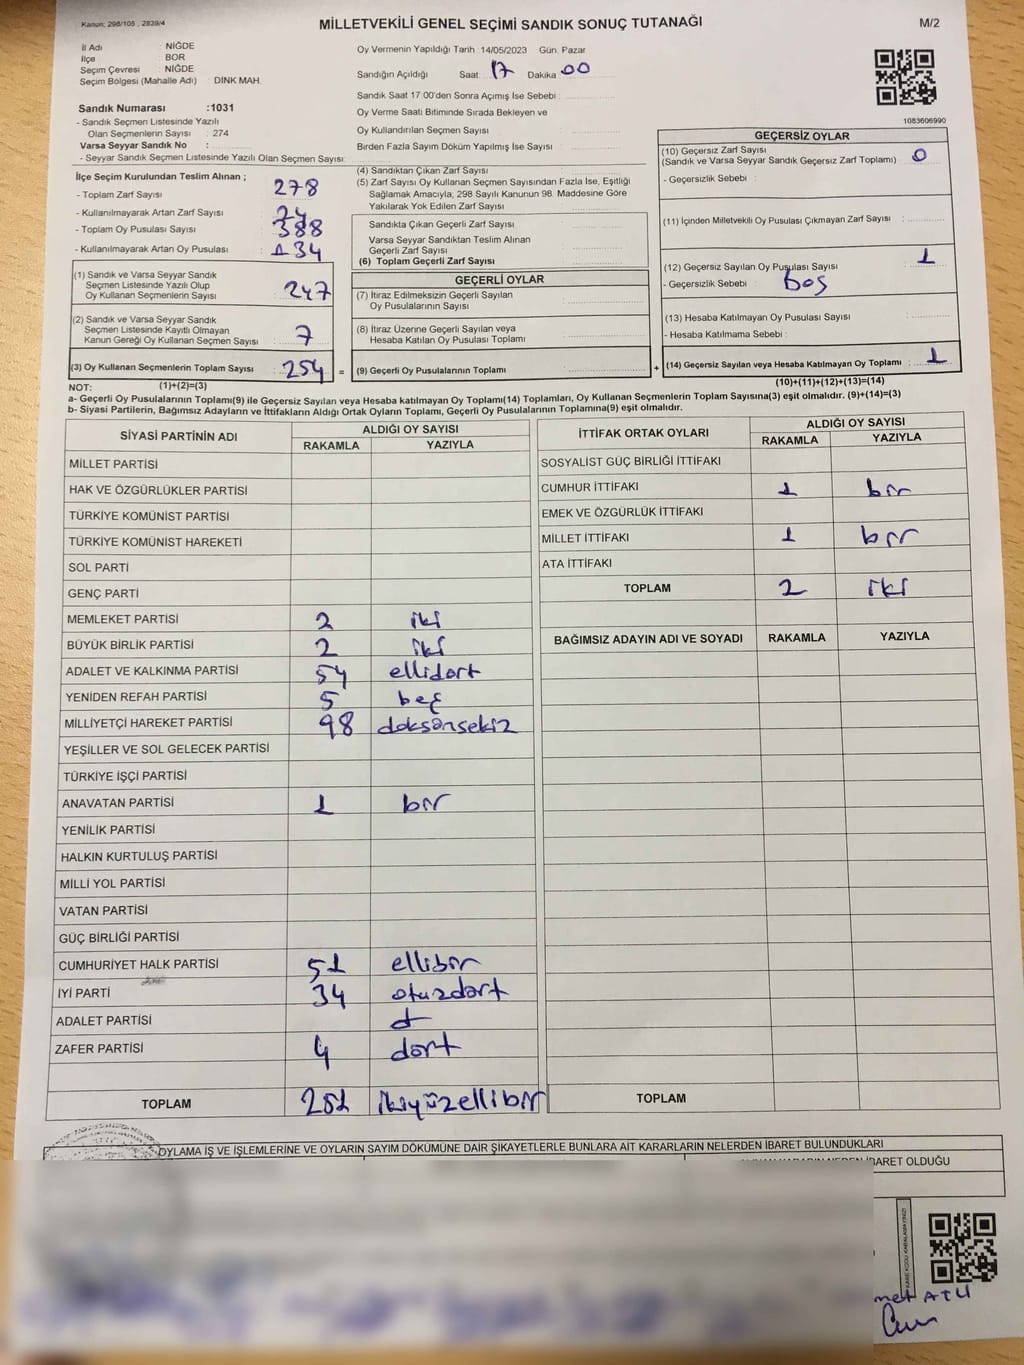 Kanun: 298/105 , 2839/4
MİLLETVEKİLİ GENEL SEÇİMİ SANDIK SONUÇ TUTANAĞI
M/2
İl Adı : NİĞDE
İlçe : BOR
Seçim Çevresi : NİĞDE
Seçim Bölgesi (Mahalle Adı) : DİNK MAH.
Sandık Numarası :1031
- Sandık Seçmen Listesinde Yazılı
Olan Seçmenlerin Sayısı : 274
Varsa Seyyar Sandık No :
- Seyyar Sandık Seçmen Listesinde Yazılı Olan Seçmen Sayısı:
Oy Vermenin Yapıldığı Tarih :14/05/2023 Gün: Pazar
Sandığın Açıldığı Saat: 17 Dakika 00
Sandık Saat 17:00'den Sonra Açımış İse Sebebi :
Oy Verme Saati Bitiminde Sırada Bekleyen ve
Oy Kullandırılan Seçmen Sayısı :
Birden Fazla Sayım Döküm Yapılmış İse Sayısı :
1083606990
İlçe Seçim Kurulundan Teslim Alınan ;
- Toplam Zarf Sayısı : 278
- Kullanılmayarak Artan Zarf Sayısı : 24
- Toplam Oy Pusulası Sayısı : 388
- Kullanılmayarak Artan Oy Pusulası : 134
(1) Sandık ve Varsa Seyyar Sandık
Seçmen Listesinde Yazılı Olup
Oy Kullanan Seçmenlerin Sayısı : 247
(2) Sandık ve Varsa Seyyar Sandık
Seçmen Listesinde Kayıtlı Olmayan
Kanun Gereği Oy Kullanan Seçmen Sayısı : 7
(3) Oy Kullanan Seçmenlerin Toplam Sayısı : 254 =
(4) Sandıktan Çıkan Zarf Sayısı :
(5) Zarf Sayısı Oy Kullanan Seçmen Sayısından Fazla İse, Eşitliği
Sağlamak Amacıyla, 298 Sayılı Kanunun 98. Maddesine Göre
Yakılarak Yok Edilen Zarf Sayısı :
Sandıkta Çıkan Geçerli Zarf Sayısı :
Varsa Seyyar Sandıktan Teslim Alınan
Geçerli Zarf Sayısı :
(6) Toplam Geçerli Zarf Sayısı :
GEÇERLİ OYLAR
(7) İtiraz Edilmeksizin Geçerli Sayılan
Oy Pusulalarının Sayısı :
(8) İtiraz Üzerine Geçerli Sayılan veya
Hesaba Katılan Oy Pusulası Toplamı :
(9) Geçerli Oy Pusulalarının Toplamı : +
GEÇERSİZ OYLAR
(10) Geçersiz Zarf Sayısı : 0
(Sandık ve Varsa Seyyar Sandık Geçersiz Zarf Toplamı)
- Geçersizlik Sebebi :
(11) İçinden Milletvekili Oy Pusulası Çıkmayan Zarf Sayısı :
(12) Geçersiz Sayılan Oy Pusulası Sayısı : 1
- Geçersizlik Sebebi : boş
(13) Hesaba Katılmayan Oy Pusulası Sayısı :
- Hesaba Katılmama Sebebi :
(14) Geçersiz Sayılan veya Hesaba Katılmayan Oy Toplamı : 1
NOT: (1)+(2)=(3) (10)+(11)+(12)+(13)=(14)
a- Geçerli Oy Pusulalarının Toplamı(9) ile Geçersiz Sayılan veya Hesaba katılmayan Oy Toplamı(14) Toplamları, Oy Kullanan Seçmenlerin Toplam Sayısına(3) eşit olmalıdır. (9)+(14)=(3)
b- Siyasi Partilerin, Bağımsız Adayların ve İttifakların Aldığı Ortak Oyların Toplamı, Geçerli Oy Pusulalarının Toplamına(9) eşit olmalıdır.
SİYASİ PARTİNİN ADI ALDIĞI OY SAYISI
RAKAMLA YAZIYLA
MİLLET PARTİSİ
HAK VE ÖZGÜRLÜKLER PARTİSİ
TÜRKİYE KOMÜNİST PARTİSİ
TÜRKİYE KOMÜNİST HAREKETİ
SOL PARTİ
GENÇ PARTİ
MEMLEKET PARTİSİ 2 iki
BÜYÜK BİRLİK PARTİSİ 2 iki
ADALET VE KALKINMA PARTİSİ 54 ellidört
YENİDEN REFAH PARTİSİ 5 beş
MİLLİYETÇİ HAREKET PARTİSİ 98 doksansekiz
YEŞİLLER VE SOL GELECEK PARTİSİ
TÜRKİYE İŞÇİ PARTİSİ
ANAVATAN PARTİSİ 1 bir
YENİLİK PARTİSİ
HALKIN KURTULUŞ PARTİSİ
MİLLİ YOL PARTİSİ
VATAN PARTİSİ
GÜÇ BİRLİĞİ PARTİSİ
CUMHURİYET HALK PARTİSİ 51 ellibir
İYİ PARTİ 34 otuzdört
ADALET PARTİSİ
ZAFER PARTİSİ 4 dört
TOPLAM 251 ikiyüzellibir
İTTİFAK ORTAK OYLARI ALDIĞI OY SAYISI
RAKAMLA YAZIYLA
SOSYALİST GÜÇ BİRLİĞİ İTTİFAKI
CUMHUR İTTİFAKI 1 bir
EMEK VE ÖZGÜRLÜK İTTİFAKI
MİLLET İTTİFAKI 1 bir
ATA İTTİFAKI
TOPLAM 2 iki
BAĞIMSIZ ADAYIN ADI VE SOYADI RAKAMLA YAZIYLA
TOPLAM
OYLAMA İŞ VE İŞLEMLERİNE VE OYLARIN SAYIM DÖKÜMÜNE DAİR ŞİKAYETLERLE BUNLARA AİT KARARLARIN NELERDEN İBARET BULUNDUKLARI
İBARET OLDUĞU